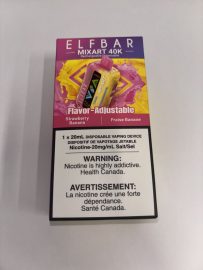 ELFBAR
MIXART 40K
Flavor-Adjustable
Strawberry Fraise Banane
Banana
1 x 20mL DISPOSABLE VAPING DEVICE
DISPOSITIF DE VAPOTAGE JETABLE
Nicotine-20mg/mL Salt/Sel
WARNING:
Nicotine is highly addictive.
Health Canada.
AVERTISSEMENT:
La nicotine crée une forte
dépendance.
Santé Canada.